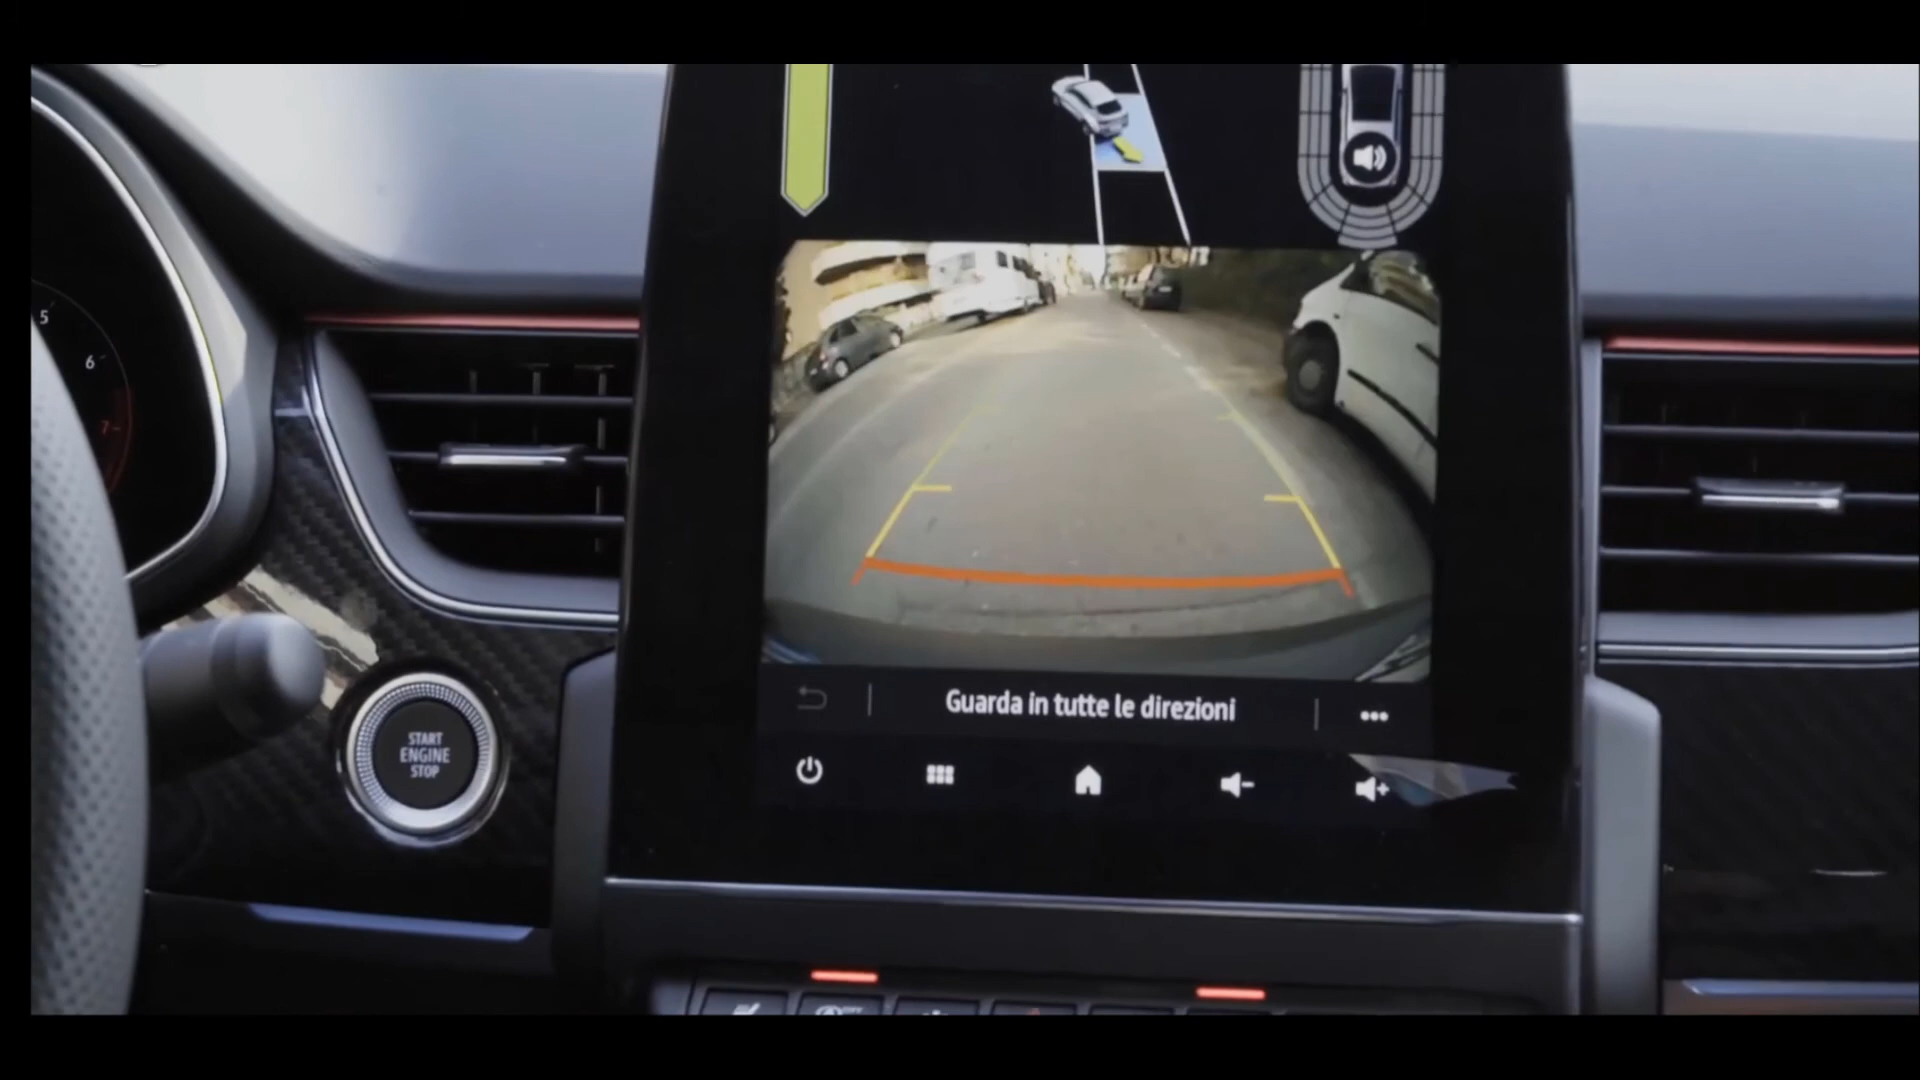 5
6
7
Guarda in tutte le direzioni
START
ENGINE
STOP